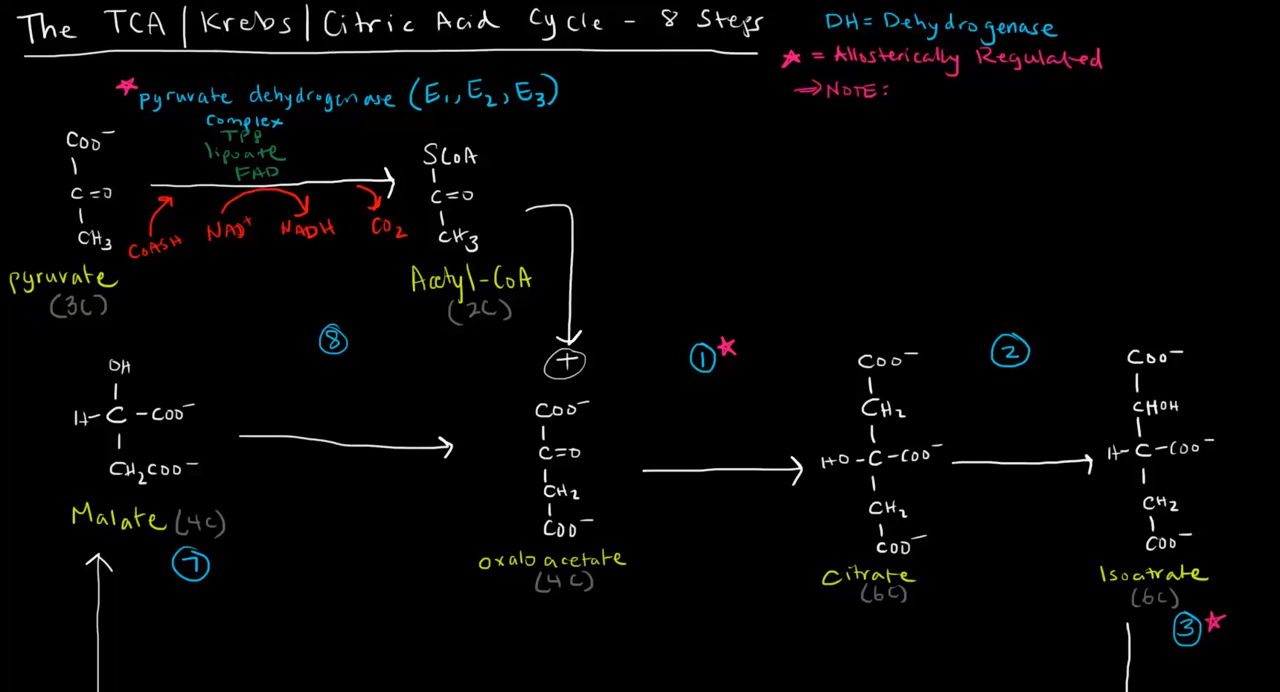 The TCA | Krebs | Citric Acid Cycle - 8 Steps
DH = Dehydrogenase
★ = Allosterically Regulated
⇒ NOTE:
★ pyruvate dehydrogenase (E1, E2, E3)
complex
TPP
lipoate
FAD
COO⁻
C=O
CH3
pyruvate
(3C)
CoASH
NAD⁺
NADH
CO2
SCoA
C=O
CH3
Acetyl-CoA
(2C)
8
OH
H-C-COO⁻
CH2COO⁻
Malate (4C)
7
+
COO⁻
C=O
CH2
COO⁻
oxaloacetate
(4C)
1 ★
COO⁻
CH2
HO-C-COO⁻
CH2
COO⁻
Citrate
(6C)
2
COO⁻
CHOH
H-C-COO⁻
CH2
COO⁻
Isocitrate
(6C)
3 ★